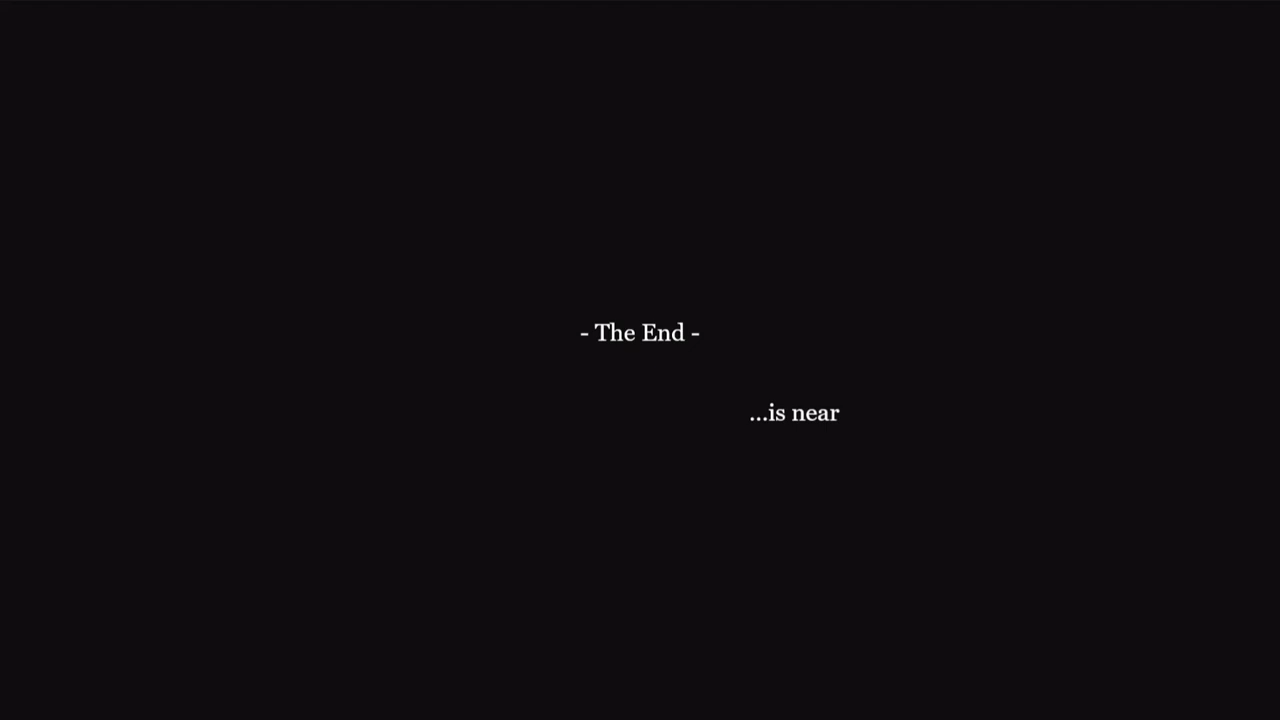 - The End -
...is near